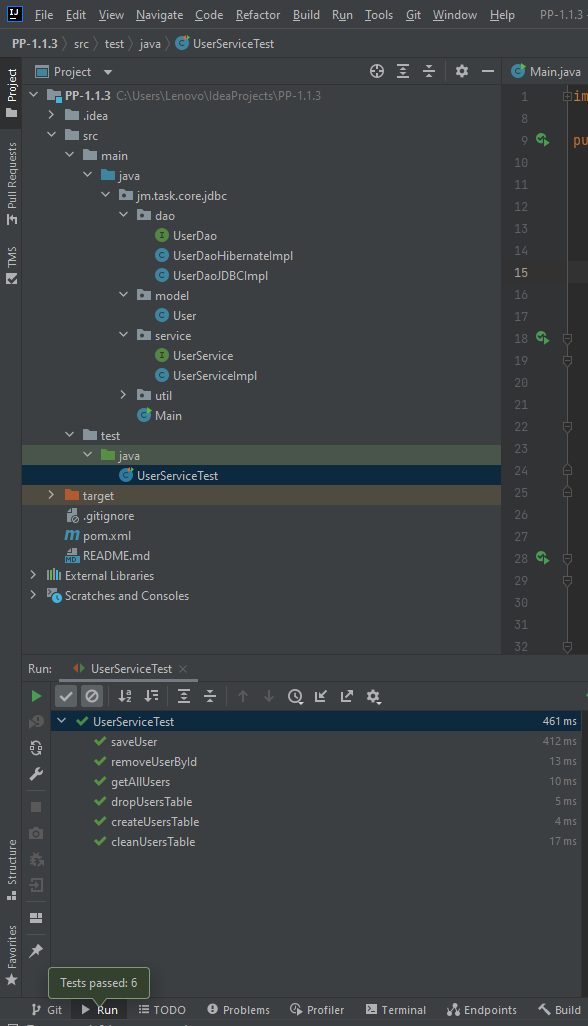 IJ File Edit View Navigate Code Refactor Build Run Tools Git Window Help PP-1.1.3 -
PP-1.1.3 src test java UserServiceTest
Project
Pull Requests
TMS
Project
Main.java
PP-1.1.3 C:\Users\Lenovo\IdeaProjects\PP-1.1.3
.idea
src
main
java
jm.task.core.jdbc
dao
I UserDao
C UserDaoHibernateImpl
C UserDaoJDBCImpl
model
C User
service
I UserService
C UserServiceImpl
util
C Main
test
java
C UserServiceTest
target
.gitignore
m pom.xml
MD README.md
External Libraries
Scratches and Consoles
1 im
8
9 pu
10
11
12
13
14
15
16
17
18
19
20
21
22
23
24
25
26
27
28
29
30
31
32
Run: UserServiceTest
UserServiceTest 461 ms
saveUser 412 ms
removeUserById 13 ms
getAllUsers 10 ms
dropUsersTable 5 ms
createUsersTable 4 ms
cleanUsersTable 17 ms
Structure
Favorites
Tests passed: 6
Git Run TODO Problems Profiler Terminal Endpoints Build